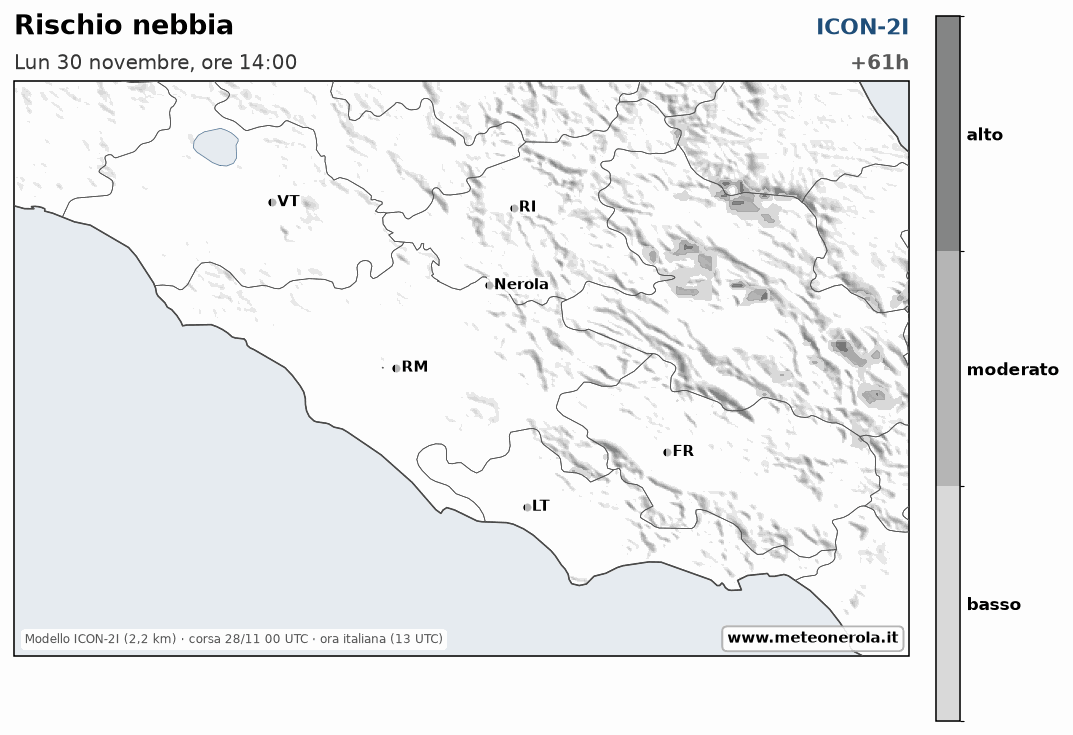 Rischio nebbia
ICON-2I
Lun 30 novembre, ore 14:00
+61h
alto
VT
RI
Nerola
RM
moderato
FR
LT
basso
Modello ICON-2I (2,2 km) · corsa 28/11 00 UTC · ora italiana (13 UTC)
www.meteonerola.it